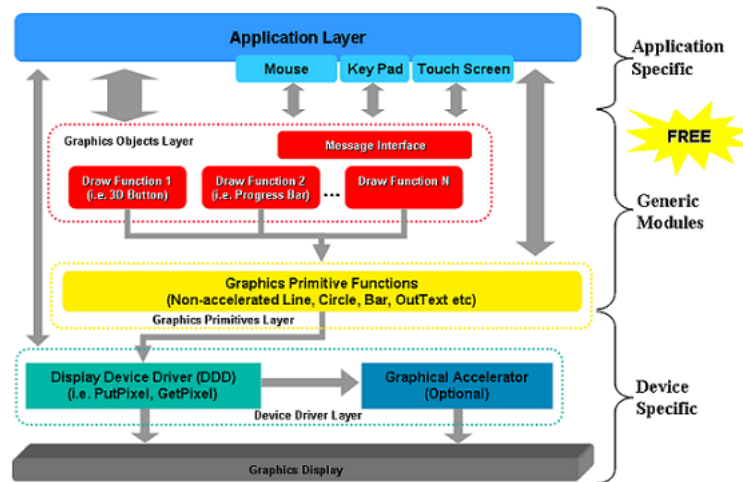 Application Layer
Mouse
Key Pad
Touch Screen
Application
Specific
Graphics Objects Layer
Message Interface
FREE
Draw Function 1
(i.e. 3D Button)
Draw Function 2
(i.e. Progress Bar)
...
Draw Function N
Generic
Modules
Graphics Primitive Functions
(Non-accelerated Line, Circle, Bar, OutText etc)
Graphics Primitives Layer
Display Device Driver (DDD)
(i.e. PutPixel, GetPixel)
Graphical Accelerator
(Optional)
Device Driver Layer
Device
Specific
Graphics Display